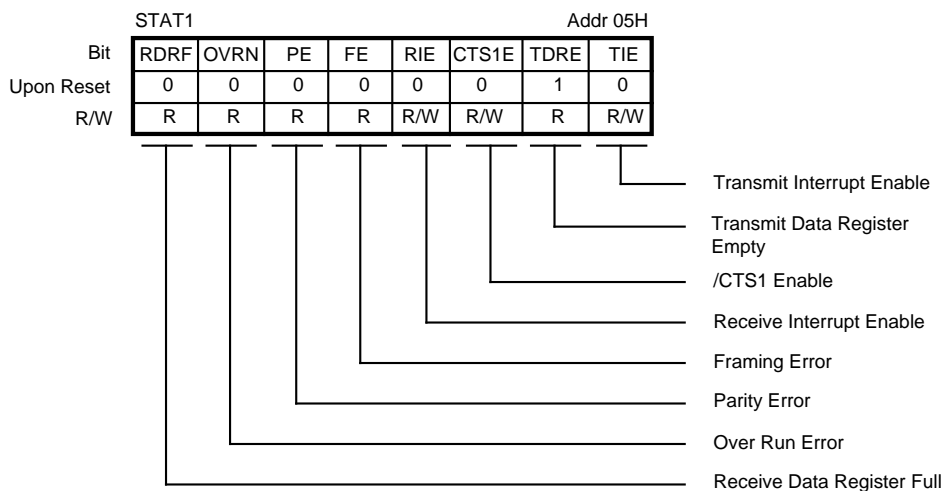 STAT1 Addr 05H
Bit RDRF OVRN PE FE RIE CTS1E TDRE TIE
Upon Reset 0 0 0 0 0 0 1 0
R/W R R R R R/W R/W R R/W
Transmit Interrupt Enable
Transmit Data Register
Empty
/CTS1 Enable
Receive Interrupt Enable
Framing Error
Parity Error
Over Run Error
Receive Data Register Full